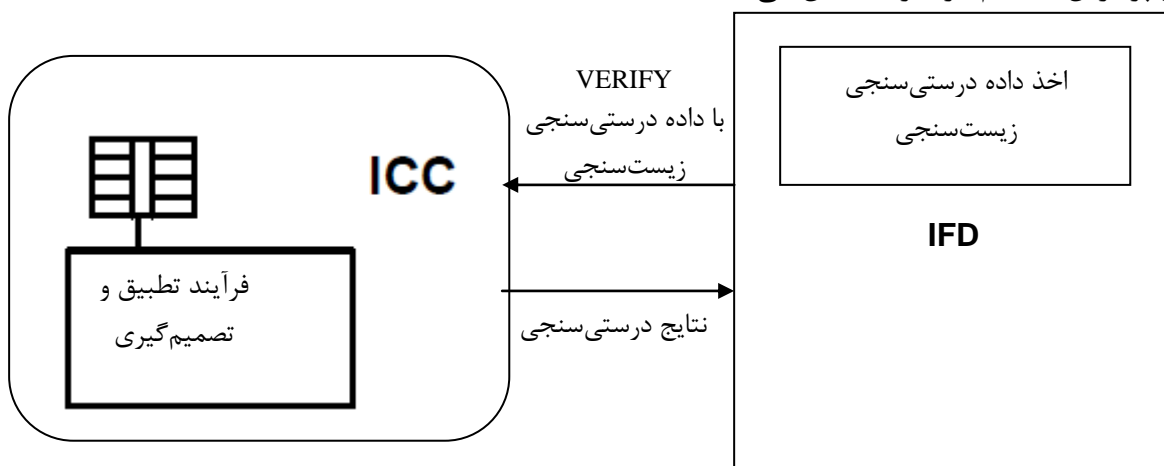 VERIFY
با داده درستی‌سنجی
زیست‌سنجی
اخذ داده درستی‌سنجی
زیست‌سنجی
ICC
IFD
فرآیند تطبیق و
تصمیم‌گیری
نتایج درستی‌سنجی